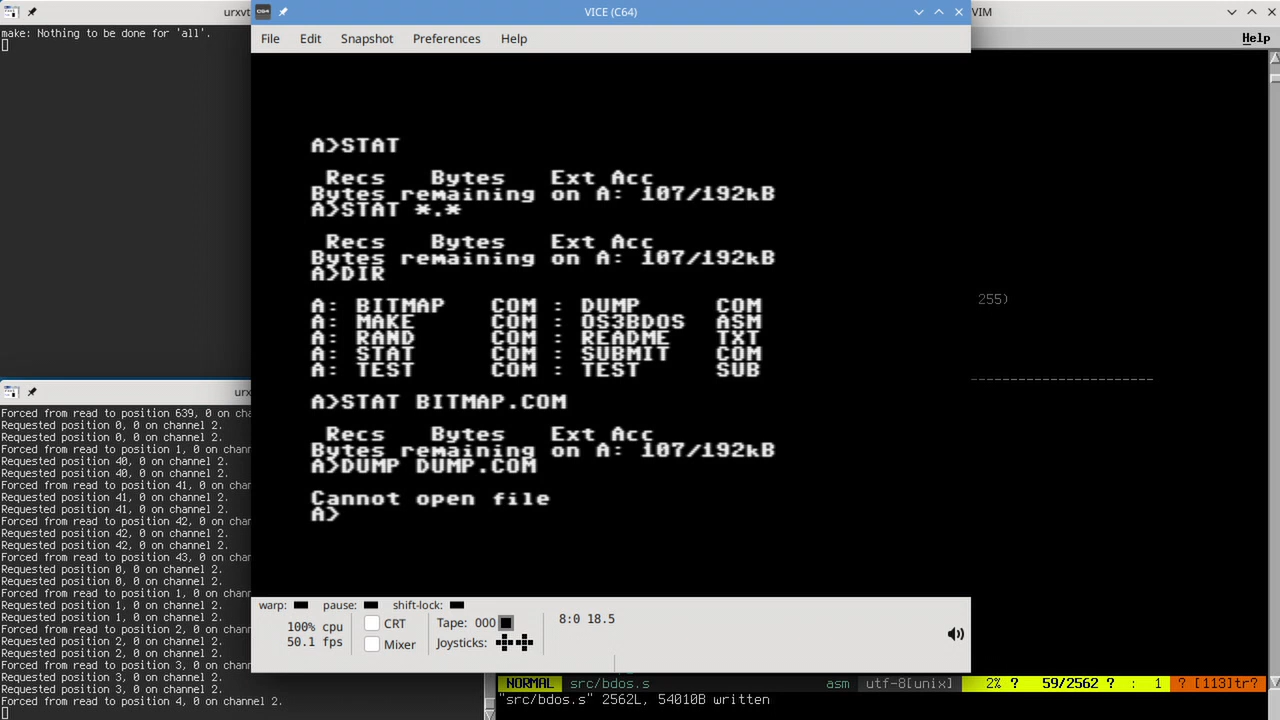 urxvt
VICE (C64)
VIM
make: Nothing to be done for 'all'.
File Edit Snapshot Preferences Help
Help
A>STAT
Recs Bytes Ext Acc
Bytes remaining on A: 107/192kB
A>STAT *.*
Recs Bytes Ext Acc
Bytes remaining on A: 107/192kB
A>DIR
A: BITMAP COM : DUMP COM
A: MAKE COM : OS3BDOS ASM
A: RAND COM : README TXT
A: STAT COM : SUBMIT COM
A: TEST COM : TEST SUB
A>STAT BITMAP.COM
Recs Bytes Ext Acc
Bytes remaining on A: 107/192kB
A>DUMP DUMP.COM
Cannot open file
A>
255)
----------------------
urx
Forced from read to position 639, 0 on char
Requested position 0, 0 on channel 2.
Requested position 0, 0 on channel 2.
Forced from read to position 1, 0 on channe
Requested position 40, 0 on channel 2.
Requested position 40, 0 on channel 2.
Forced from read to position 41, 0 on chann
Requested position 41, 0 on channel 2.
Requested position 41, 0 on channel 2.
Forced from read to position 42, 0 on chann
Requested position 42, 0 on channel 2.
Requested position 42, 0 on channel 2.
Forced from read to position 43, 0 on chann
Requested position 0, 0 on channel 2.
Requested position 0, 0 on channel 2.
Forced from read to position 1, 0 on channe
Requested position 1, 0 on channel 2.
Requested position 1, 0 on channel 2.
Forced from read to position 2, 0 on channe
Requested position 2, 0 on channel 2.
Requested position 2, 0 on channel 2.
Forced from read to position 3, 0 on channe
Requested position 3, 0 on channel 2.
Requested position 3, 0 on channel 2.
Forced from read to position 4, 0 on channel 2.
warp: pause: shift-lock:
100% cpu
50.1 fps
CRT
Mixer
Tape: 000
Joysticks:
8:0 18.5
NORMAL src/bdos.s asm utf-8[unix] 2% ? 59/2562 ? : 1 ? [113]tr?
"src/bdos.s" 2562L, 54010B written